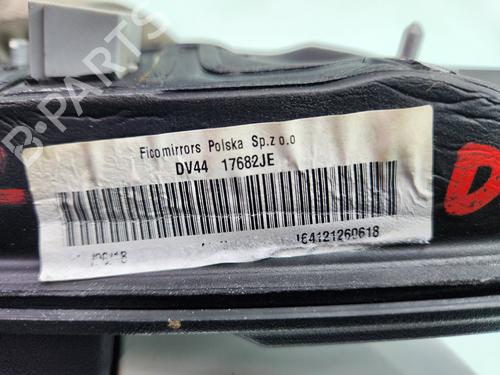 B-PARTS
Ficomirrors Polska Sp.z o.o
DV44 17682JE
164121260618
D